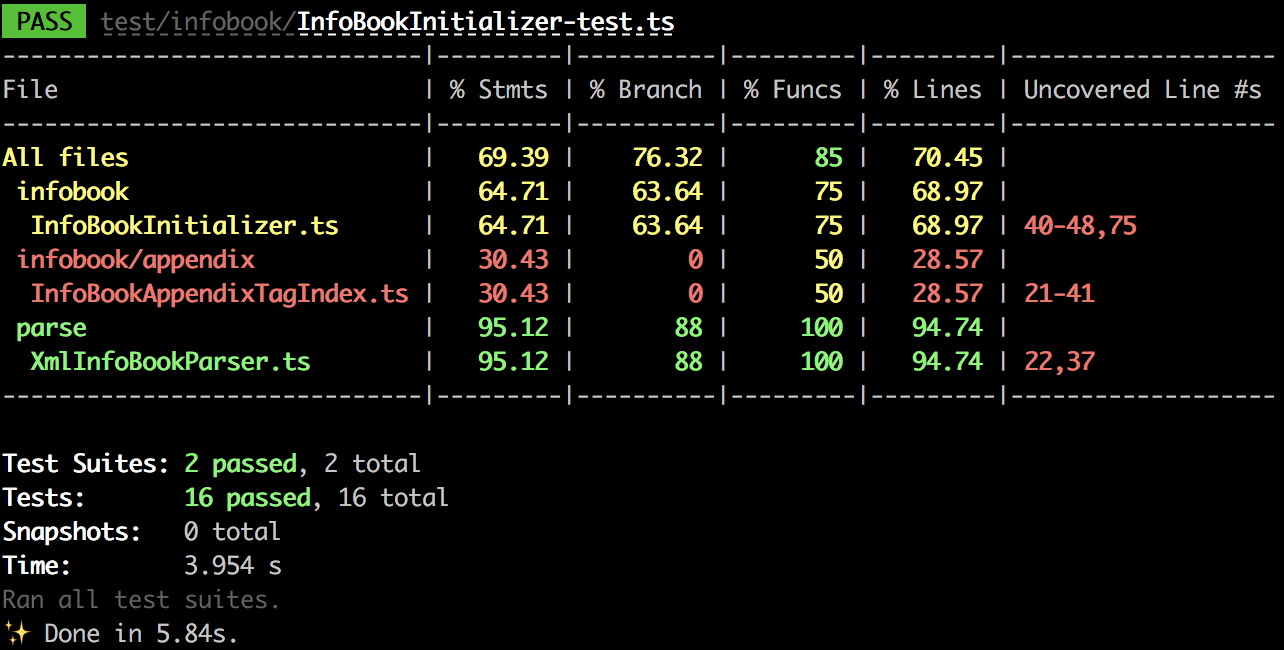 PASS test/infobook/InfoBookInitializer-test.ts
-------------------------------|---------|----------|---------|---------|-------------------
File                           | % Stmts | % Branch | % Funcs | % Lines | Uncovered Line #s
-------------------------------|---------|----------|---------|---------|-------------------
All files                      |   69.39 |    76.32 |      85 |   70.45 |
 infobook                      |   64.71 |    63.64 |      75 |   68.97 |
  InfoBookInitializer.ts       |   64.71 |    63.64 |      75 |   68.97 | 40-48,75
 infobook/appendix             |   30.43 |        0 |      50 |   28.57 |
  InfoBookAppendixTagIndex.ts  |   30.43 |        0 |      50 |   28.57 | 21-41
 parse                         |   95.12 |       88 |     100 |   94.74 |
  XmlInfoBookParser.ts         |   95.12 |       88 |     100 |   94.74 | 22,37
-------------------------------|---------|----------|---------|---------|-------------------
Test Suites: 2 passed, 2 total
Tests:       16 passed, 16 total
Snapshots:   0 total
Time:        3.954 s
Ran all test suites.
✨ Done in 5.84s.